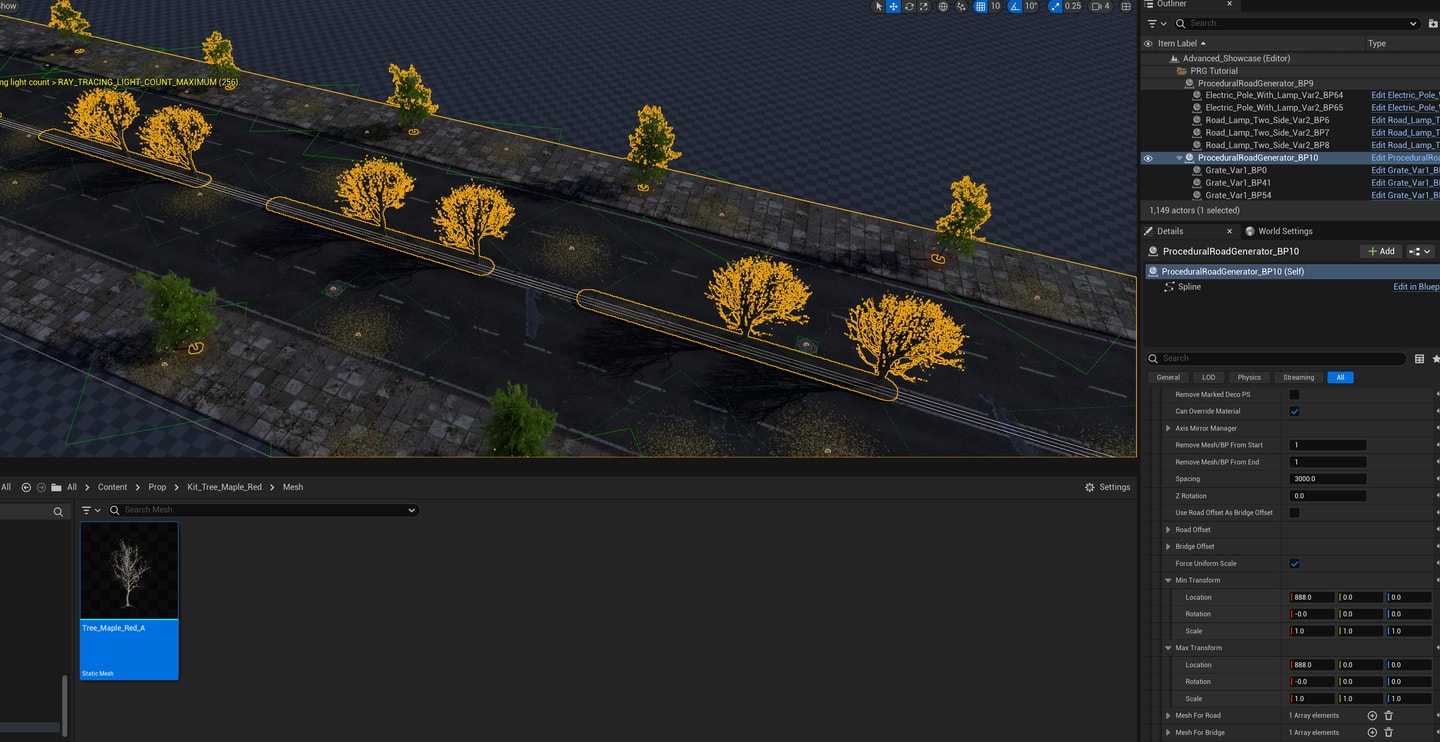 how
10 10° 0.25 4
ng light count > RAY_TRACING_LIGHT_COUNT_MAXIMUM (256)
Outliner
Search...
Item Label Type
Advanced_Showcase (Editor)
PRG Tutorial
ProceduralRoadGenerator_BP9
Electric_Pole_With_Lamp_Var2_BP64 Edit Electric_Pole_
Electric_Pole_With_Lamp_Var2_BP65 Edit Electric_Pole_
Road_Lamp_Two_Side_Var2_BP6 Edit Road_Lamp_T
Road_Lamp_Two_Side_Var2_BP7 Edit Road_Lamp_T
Road_Lamp_Two_Side_Var2_BP8 Edit Road_Lamp_T
ProceduralRoadGenerator_BP10 Edit ProceduralRoa
Grate_Var1_BP0 Edit Grate_Var1_B
Grate_Var1_BP41 Edit Grate_Var1_B
Grate_Var1_BP54 Edit Grate_Var1_B
1,149 actors (1 selected)
Details World Settings
ProceduralRoadGenerator_BP10 + Add
ProceduralRoadGenerator_BP10 (Self)
Spline Edit in Bluep
Search
General LOD Physics Streaming All
Remove Marked Deco PS
Can Override Material
Axis Mirror Manager
Remove Mesh/BP From Start 1
Remove Mesh/BP From End 1
Spacing 3000.0
Z Rotation 0.0
Use Road Offset As Bridge Offset
Road Offset
Bridge Offset
Force Uniform Scale
Min Transform
Location 888.0 0.0 0.0
Rotation -0.0 0.0 0.0
Scale 1.0 1.0 1.0
Max Transform
Location 888.0 0.0 0.0
Rotation -0.0 0.0 0.0
Scale 1.0 1.0 1.0
Mesh For Road 1 Array elements
Mesh For Bridge 1 Array elements
All All > Content > Prop > Kit_Tree_Maple_Red > Mesh Settings
Search Mesh
Tree_Maple_Red_A
Static Mesh